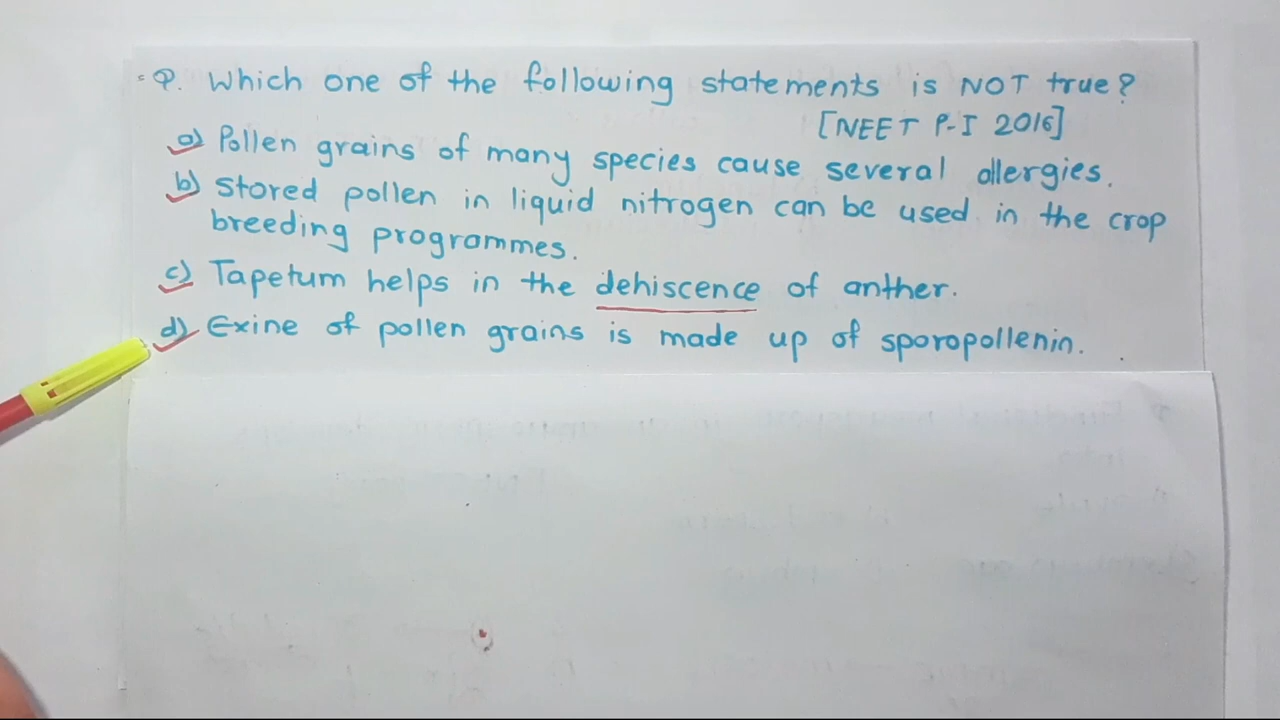 Q. Which one of the following statements is NOT true?
[NEET P-I 2016]
a) Pollen grains of many species cause several allergies.
b) Stored pollen in liquid nitrogen can be used in the crop
breeding programmes.
c) Tapetum helps in the dehiscence of anther.
d) Exine of pollen grains is made up of sporopollenin.